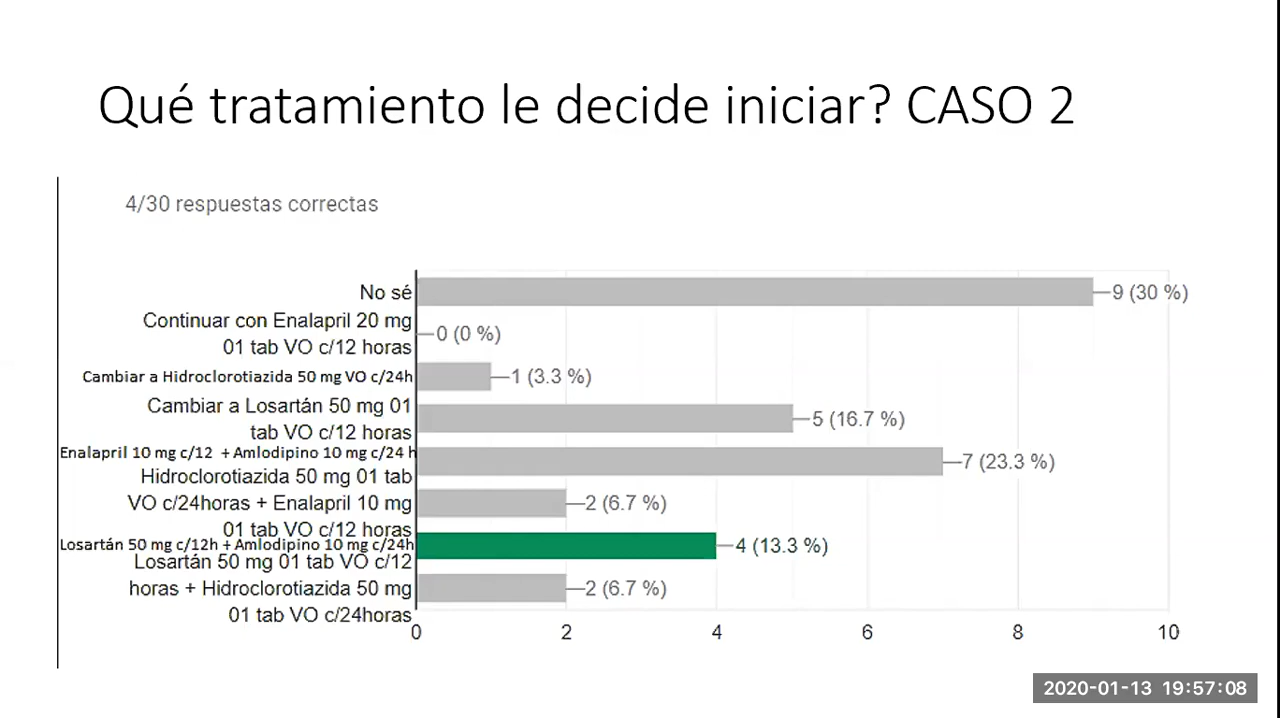 Qué tratamiento le decide iniciar? CASO 2
4/30 respuestas correctas
No sé
9 (30 %)
Continuar con Enalapril 20 mg
01 tab VO c/12 horas
0 (0 %)
Cambiar a Hidroclorotiazida 50 mg VO c/24h
1 (3.3 %)
Cambiar a Losartán 50 mg 01
tab VO c/12 horas
5 (16.7 %)
Enalapril 10 mg c/12 + Amlodipino 10 mg c/24 h
7 (23.3 %)
Hidroclorotiazida 50 mg 01 tab
VO c/24horas + Enalapril 10 mg
01 tab VO c/12 horas
2 (6.7 %)
Losartán 50 mg c/12h + Amlodipino 10 mg c/24h
4 (13.3 %)
Losartán 50 mg 01 tab VO c/12
horas + Hidroclorotiazida 50 mg
01 tab VO c/24horas
2 (6.7 %)
0 2 4 6 8 10
2020-01-13 19:57:08